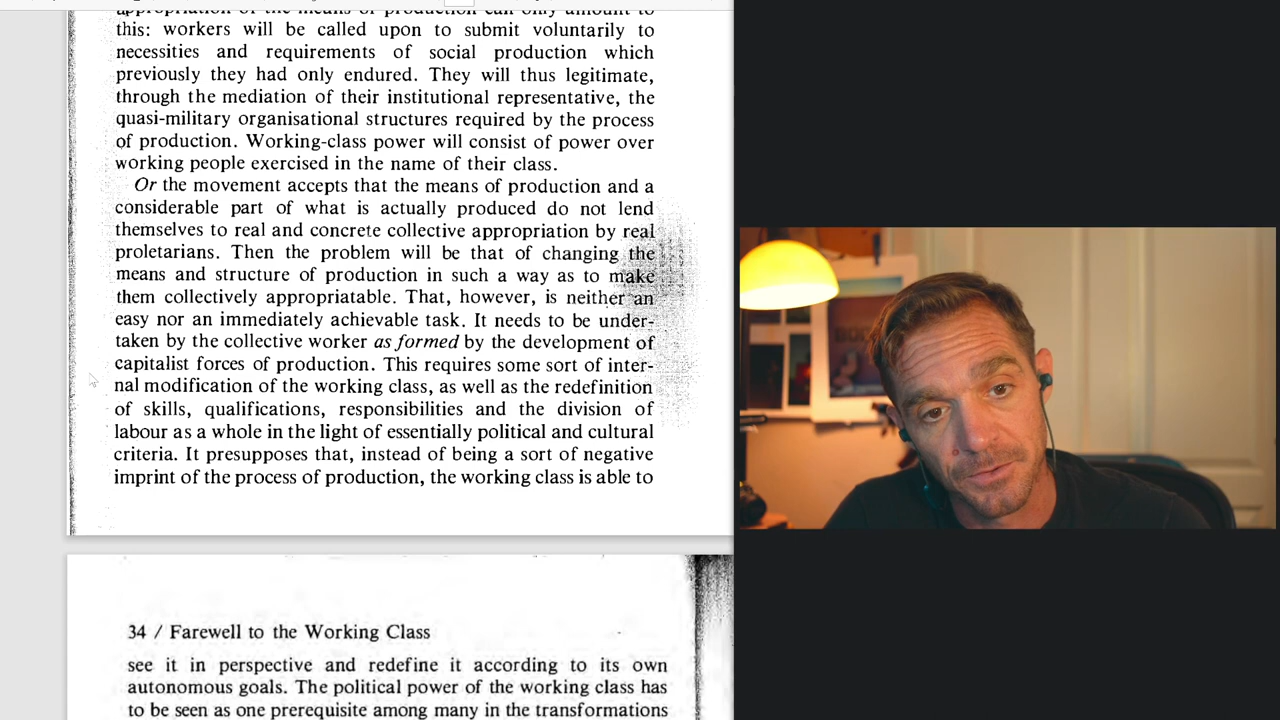 appropriation of the means of production can only amount to
this: workers will be called upon to submit voluntarily to
necessities and requirements of social production which
previously they had only endured. They will thus legitimate,
through the mediation of their institutional representative, the
quasi-military organisational structures required by the process
of production. Working-class power will consist of power over
working people exercised in the name of their class.
Or the movement accepts that the means of production and a
considerable part of what is actually produced do not lend
themselves to real and concrete collective appropriation by real
proletarians. Then the problem will be that of changing the
means and structure of production in such a way as to make
them collectively appropriatable. That, however, is neither an
easy nor an immediately achievable task. It needs to be under-
taken by the collective worker as formed by the development of
capitalist forces of production. This requires some sort of inter-
nal modification of the working class, as well as the redefinition
of skills, qualifications, responsibilities and the division of
labour as a whole in the light of essentially political and cultural
criteria. It presupposes that, instead of being a sort of negative
imprint of the process of production, the working class is able to
34 / Farewell to the Working Class
see it in perspective and redefine it according to its own
autonomous goals. The political power of the working class has
to be seen as one prerequisite among many in the transformations